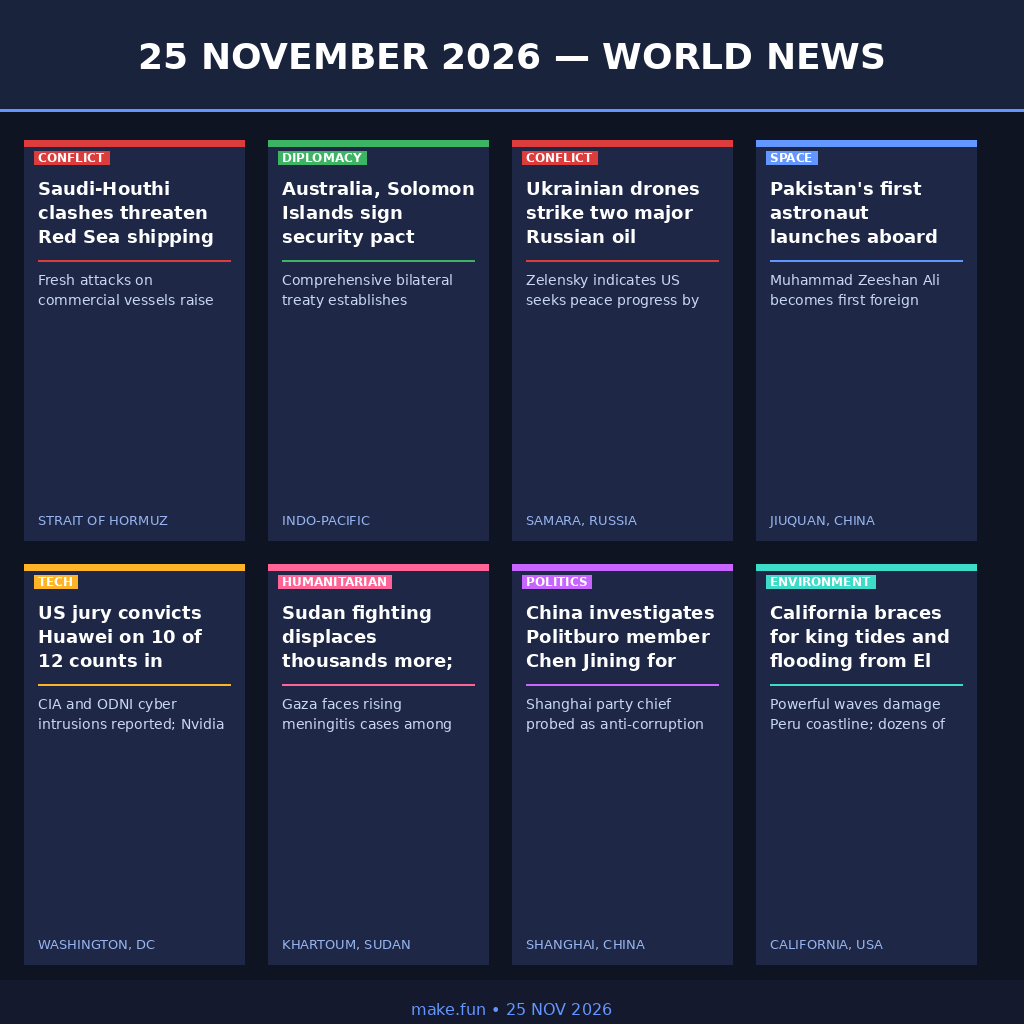 25 NOVEMBER 2026 — WORLD NEWS
CONFLICT
Saudi-Houthi
clashes threaten
Red Sea shipping
Fresh attacks on
commercial vessels raise
STRAIT OF HORMUZ
DIPLOMACY
Australia, Solomon
Islands sign
security pact
Comprehensive bilateral
treaty establishes
INDO-PACIFIC
CONFLICT
Ukrainian drones
strike two major
Russian oil
Zelensky indicates US
seeks peace progress by
SAMARA, RUSSIA
SPACE
Pakistan's first
astronaut
launches aboard
Muhammad Zeeshan Ali
becomes first foreign
JIUQUAN, CHINA
TECH
US jury convicts
Huawei on 10 of
12 counts in
CIA and ODNI cyber
intrusions reported; Nvidia
WASHINGTON, DC
HUMANITARIAN
Sudan fighting
displaces
thousands more;
Gaza faces rising
meningitis cases among
KHARTOUM, SUDAN
POLITICS
China investigates
Politburo member
Chen Jining for
Shanghai party chief
probed as anti-corruption
SHANGHAI, CHINA
ENVIRONMENT
California braces
for king tides and
flooding from El
Powerful waves damage
Peru coastline; dozens of
CALIFORNIA, USA
make.fun • 25 NOV 2026